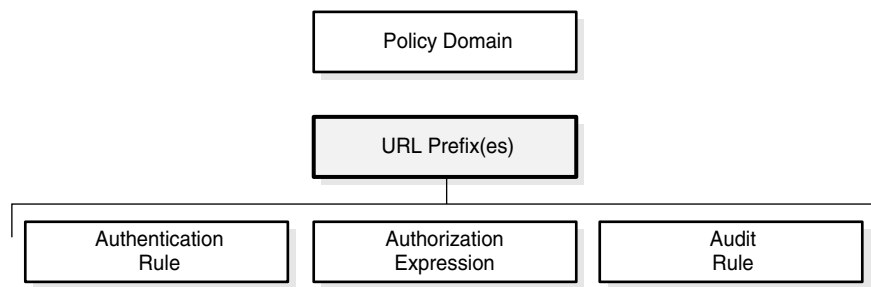 Policy Domain
URL Prefix(es)
Authentication
Rule
Authorization
Expression
Audit
Rule